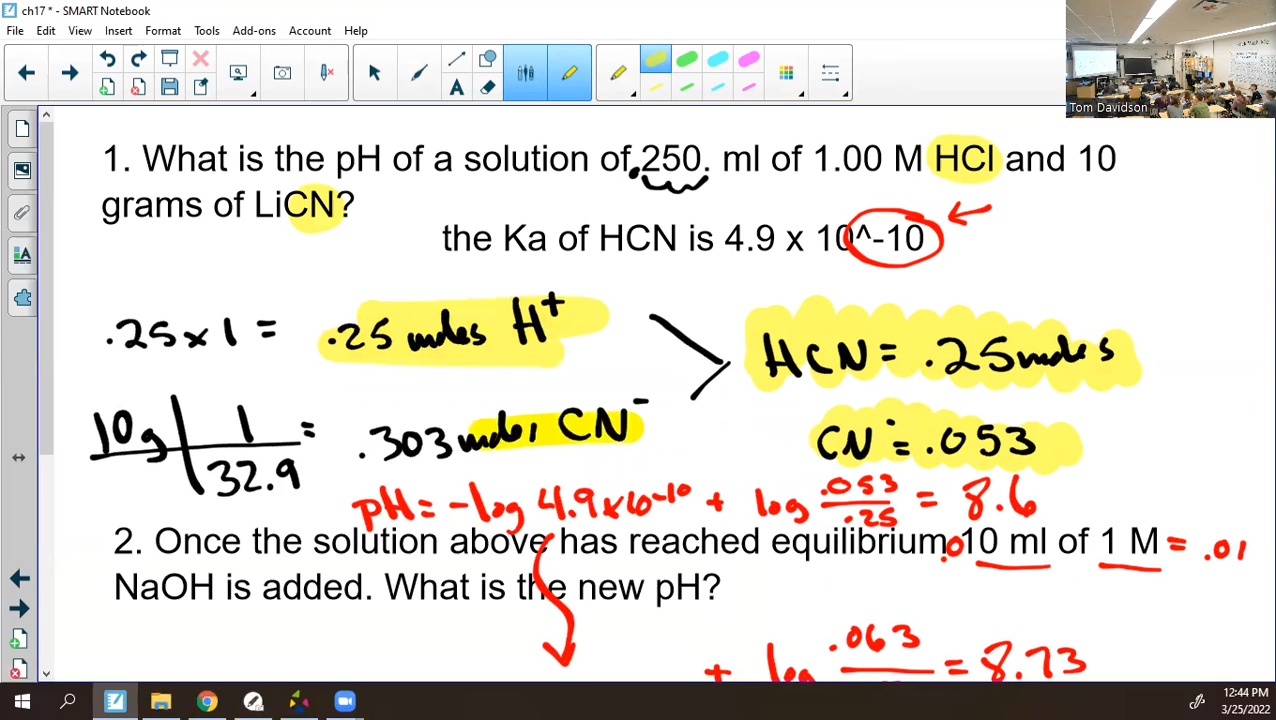 ch17 * - SMART Notebook
File Edit View Insert Format Tools Add-ons Account Help
Tom Davidson
1. What is the pH of a solution of .250. ml of 1.00 M HCl and 10
grams of LiCN?
the Ka of HCN is 4.9 x 10^-10
.25 x 1 = .25 moles H+
HCN = .25 moles
10g | 1 = .303 moles CN-
32.9
CN- = .053
pH = -log 4.9 x 10-10 + log .053 = 8.6
.25
2. Once the solution above has reached equilibrium .010 ml of 1 M = .01
NaOH is added. What is the new pH?
+ log .063 = 8.73
12:44 PM
3/25/2022